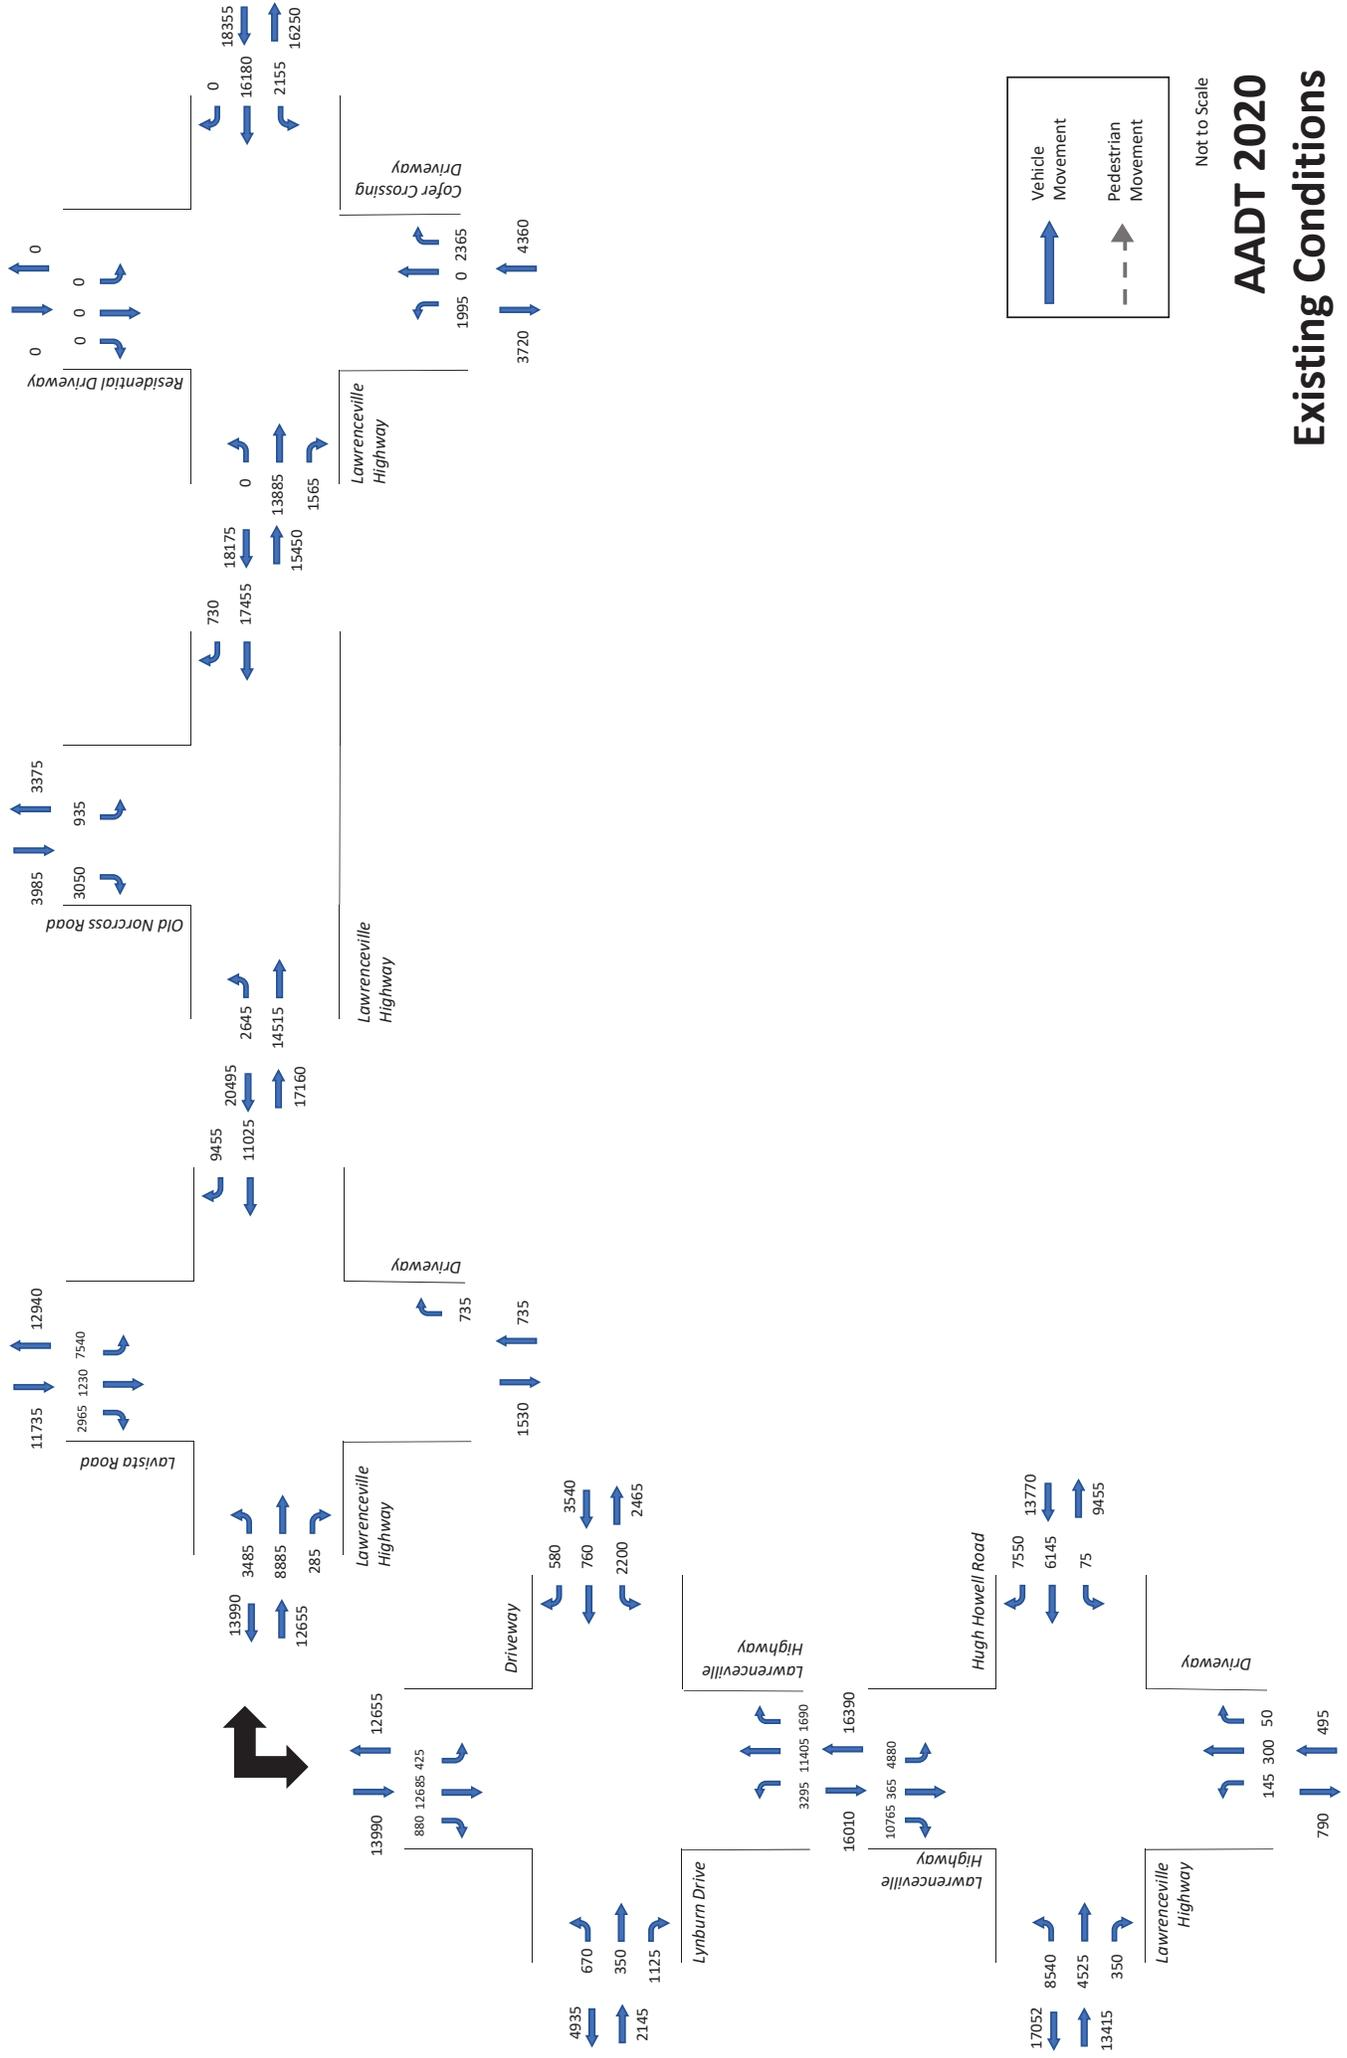 0
0
0
0
0
Residential Driveway
0
16180
2155
18355
16250
Cofer Crossing
Driveway
1995
0
2365
3720
4360
0
13885
1565
18175
15450
Lawrenceville
Highway
3985
3375
3050
935
Old Norcross Road
730
17455
2645
14515
20495
17160
Lawrenceville
Highway
11735
12940
2965
1230
7540
Lavista Road
9455
11025
Driveway
735
1530
735
3485
8885
285
13990
12655
Lawrenceville
Highway
13990
12655
880
12685
425
Driveway
580
760
2200
3540
2465
Lawrenceville
Highway
3295
11405
1690
670
350
1125
4935
2145
Lynburn Drive
16010
16390
10765
365
4880
Lawrenceville
Highway
Hugh Howell Road
7550
6145
75
13770
9455
Driveway
145
300
50
790
495
8540
4525
350
17052
13415
Lawrenceville
Highway
Vehicle
Movement
Pedestrian
Movement
Not to Scale
AADT 2020
Existing Conditions